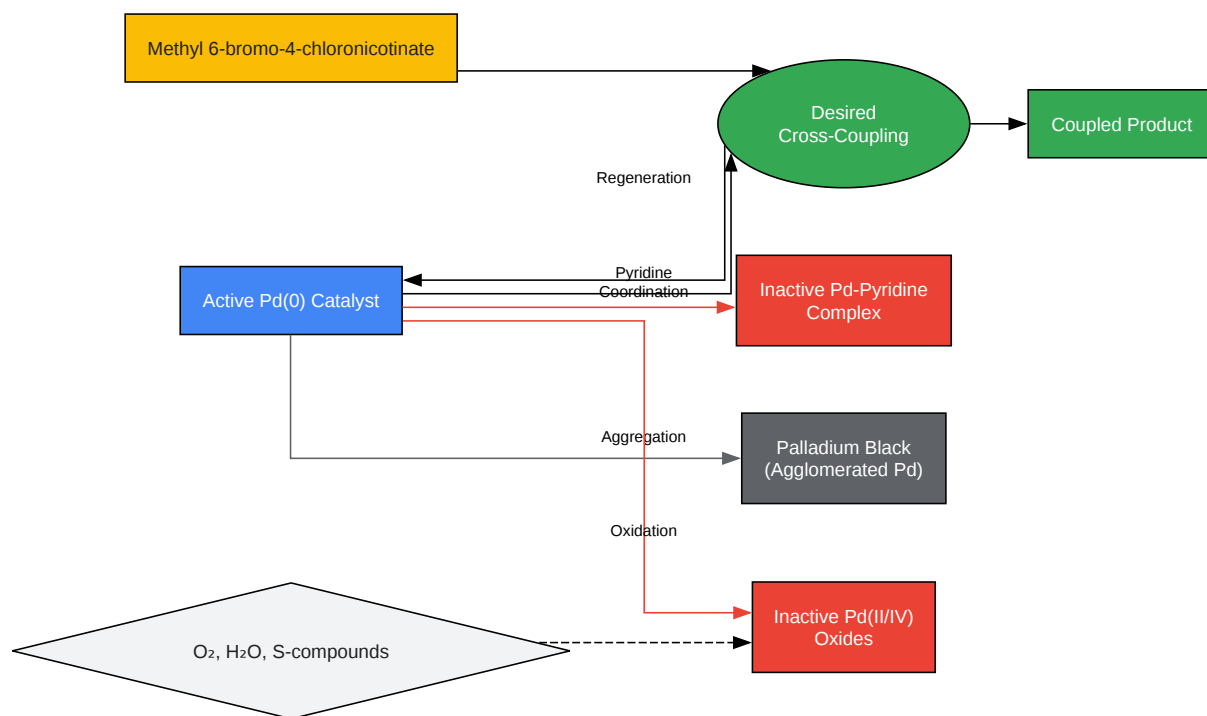 Methyl 6-bromo-4-chloronicotinate
Desired
Cross-Coupling
Coupled Product
Regeneration
Pyridine
Coordination
Active Pd(0) Catalyst
Inactive Pd-Pyridine
Complex
Aggregation
Palladium Black
(Agglomerated Pd)
Oxidation
Inactive Pd(II/IV)
Oxides
O₂, H₂O, S-compounds